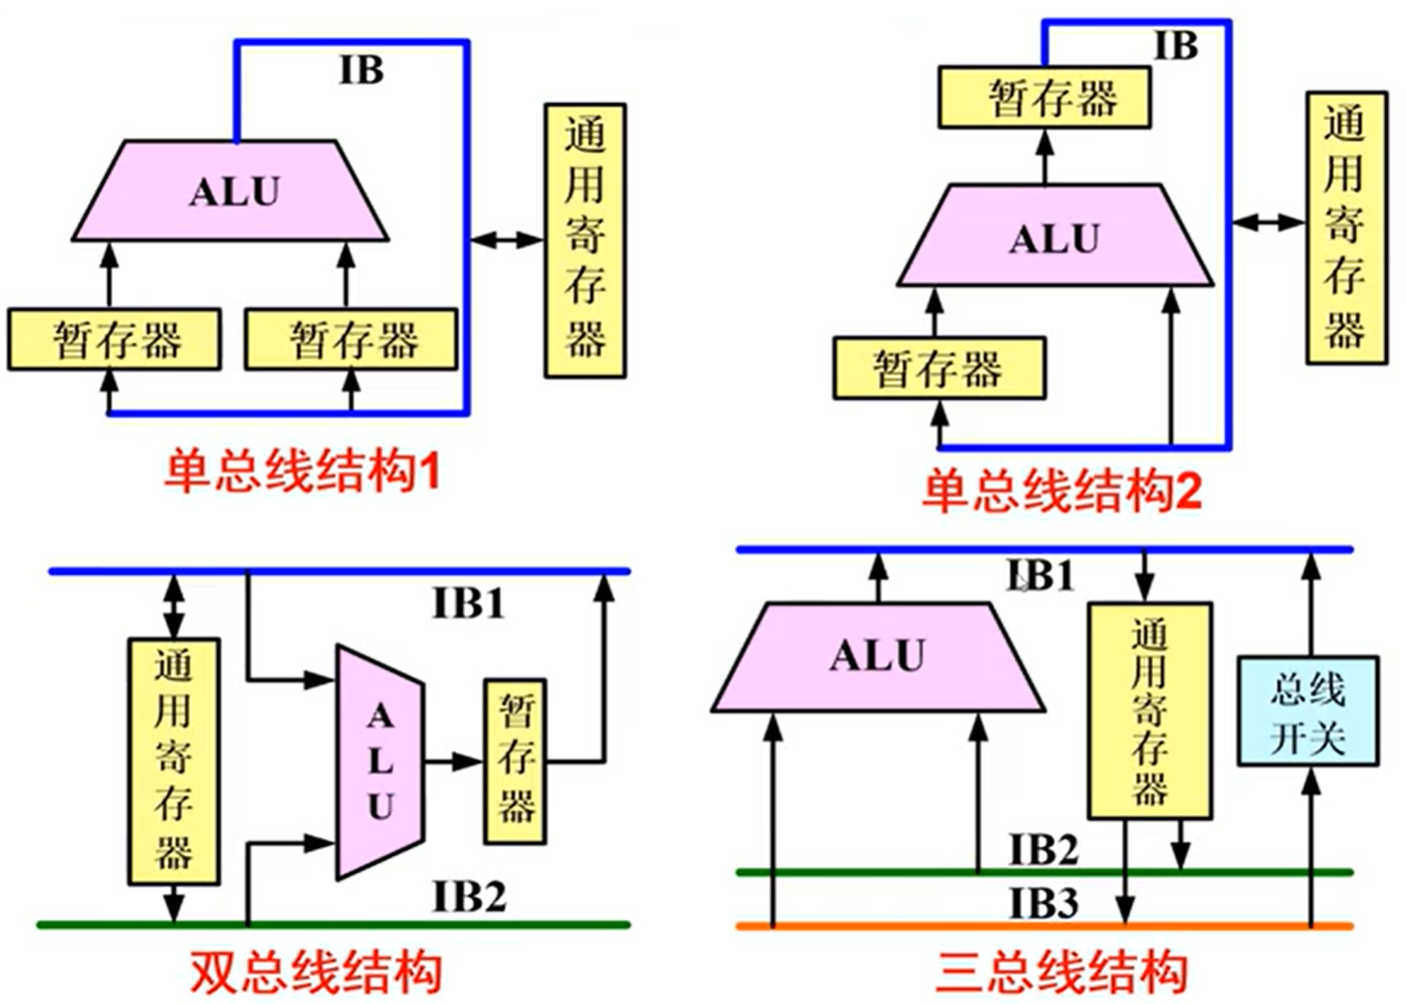 IB
ALU
暂存器
暂存器
通用寄存器
单总线结构1
IB
暂存器
ALU
暂存器
通用寄存器
单总线结构2
IB1
通用寄存器
ALU
暂存器
IB2
双总线结构
IB1
ALU
通用寄存器
总线
开关
IB2
IB3
三总线结构